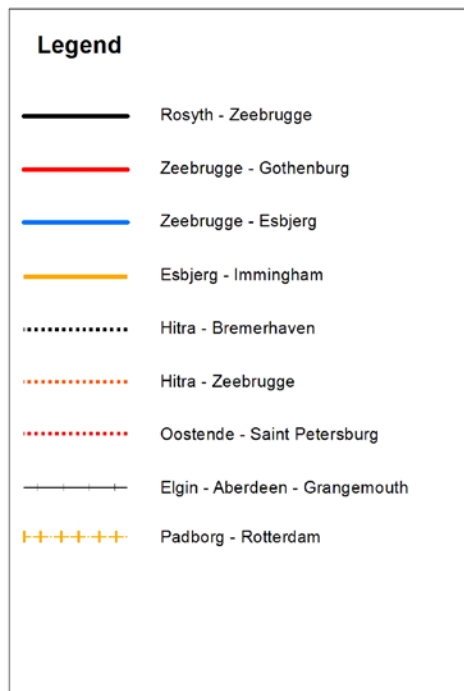 Legend
Rosyth - Zeebrugge
Zeebrugge - Gothenburg
Zeebrugge - Esbjerg
Esbjerg - Immingham
Hitra - Bremerhaven
Hitra - Zeebrugge
Oostende - Saint Petersburg
Elgin - Aberdeen - Grangemouth
Padborg - Rotterdam